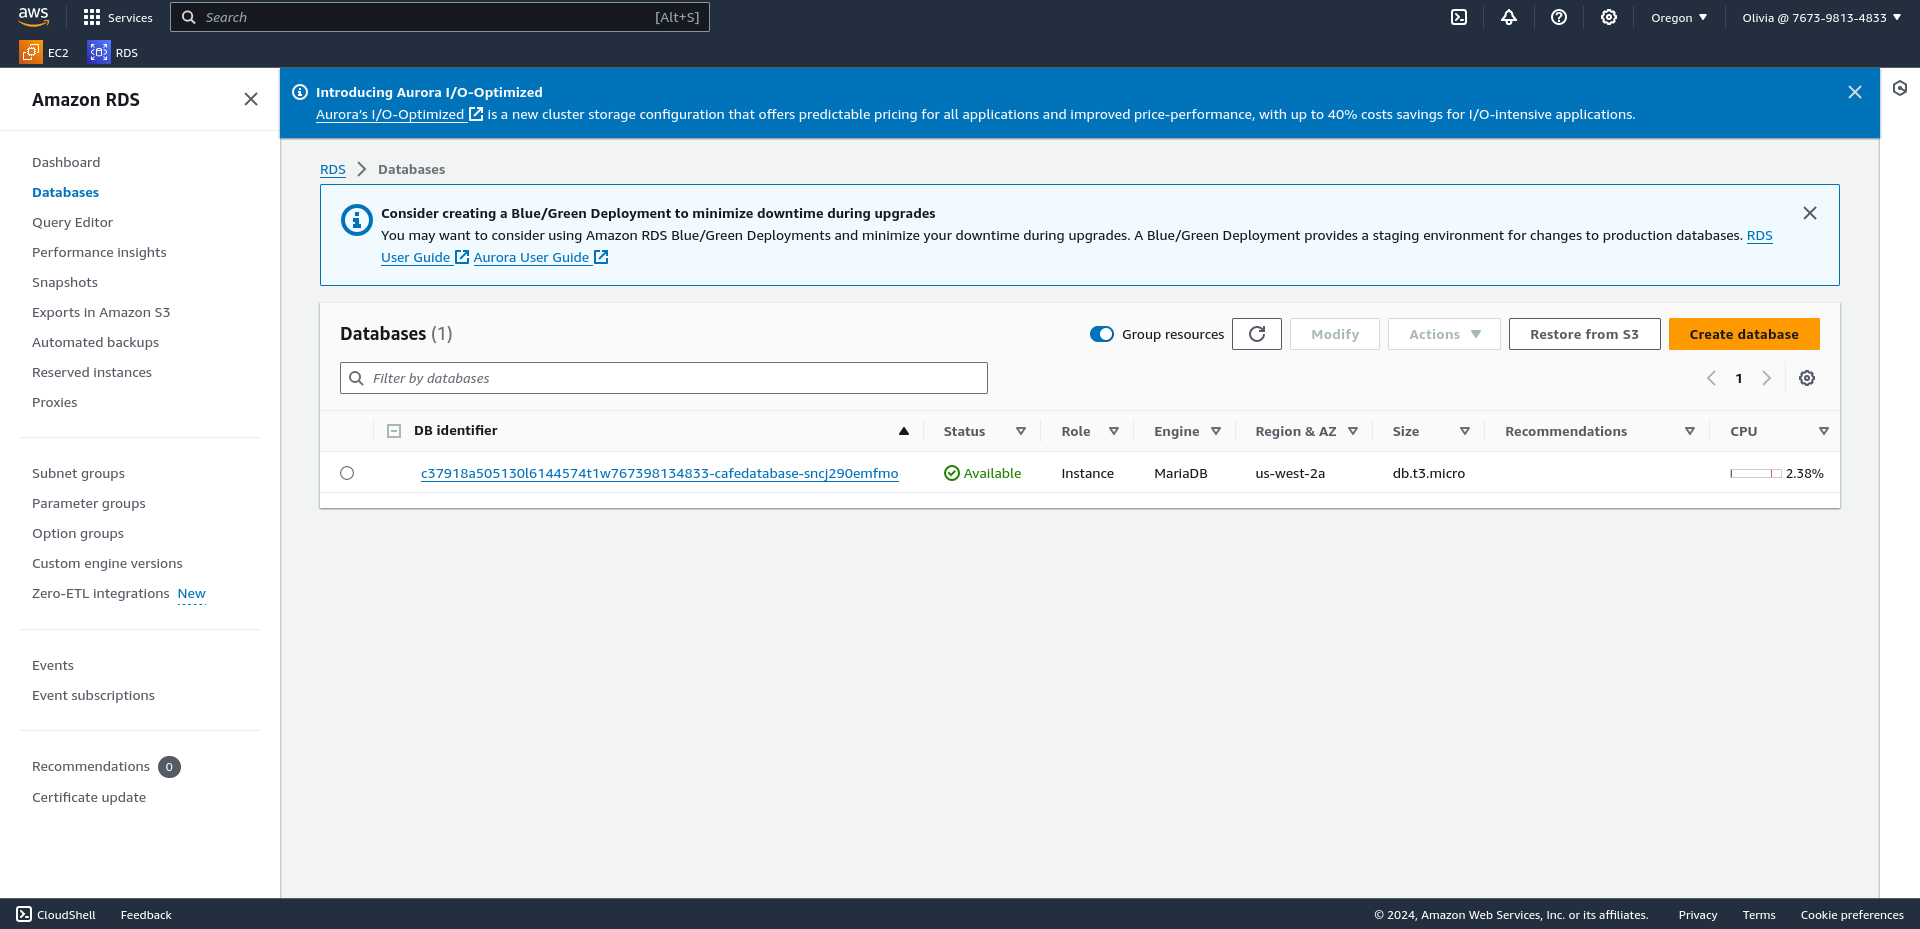 aws Services Search [Alt+S] Oregon Olivia @ 7673-9813-4833
EC2 RDS
Amazon RDS
Dashboard
Databases
Query Editor
Performance insights
Snapshots
Exports in Amazon S3
Automated backups
Reserved instances
Proxies
Subnet groups
Parameter groups
Option groups
Custom engine versions
Zero-ETL integrations New
Events
Event subscriptions
Recommendations 0
Certificate update
Introducing Aurora I/O-Optimized
Aurora's I/O-Optimized is a new cluster storage configuration that offers predictable pricing for all applications and improved price-performance, with up to 40% costs savings for I/O-intensive applications.
RDS Databases
Consider creating a Blue/Green Deployment to minimize downtime during upgrades
You may want to consider using Amazon RDS Blue/Green Deployments and minimize your downtime during upgrades. A Blue/Green Deployment provides a staging environment for changes to production databases. RDS
User Guide Aurora User Guide
Databases (1) Group resources Modify Actions Restore from S3 Create database
Filter by databases 1
DB identifier Status Role Engine Region & AZ Size Recommendations CPU
c37918a505130l6144574t1w767398134833-cafedatabase-sncj290emfmo Available Instance MariaDB us-west-2a db.t3.micro 2.38%
CloudShell Feedback © 2024, Amazon Web Services, Inc. or its affiliates. Privacy Terms Cookie preferences